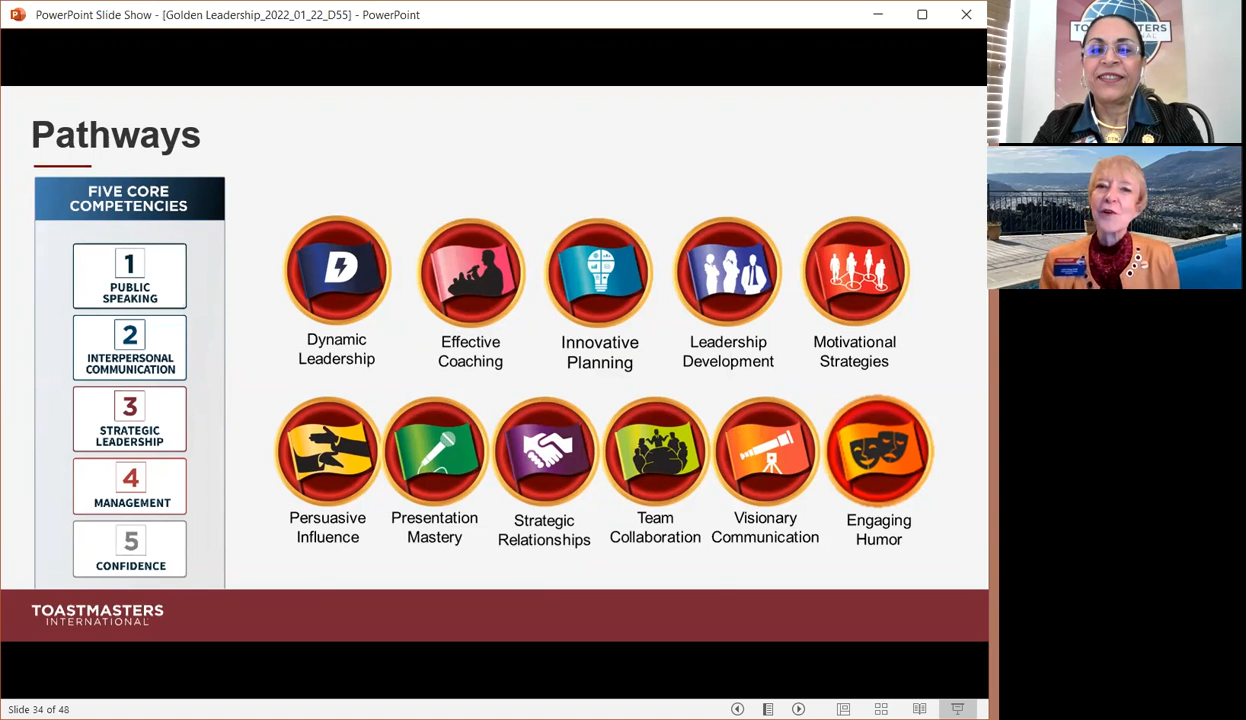 PowerPoint Slide Show - [Golden Leadership_2022_01_22_D55] - PowerPoint
Pathways
FIVE CORE
COMPETENCIES
1
PUBLIC
SPEAKING
2
INTERPERSONAL
COMMUNICATION
3
STRATEGIC
LEADERSHIP
4
MANAGEMENT
5
CONFIDENCE
D
Dynamic
Leadership
Effective
Coaching
Innovative
Planning
Leadership
Development
Motivational
Strategies
Persuasive
Influence
Presentation
Mastery
Strategic
Relationships
Team
Collaboration
Visionary
Communication
Engaging
Humor
TOASTMASTERS
INTERNATIONAL
Slide 34 of 48
TOASTMASTERS
INTERNATIONAL